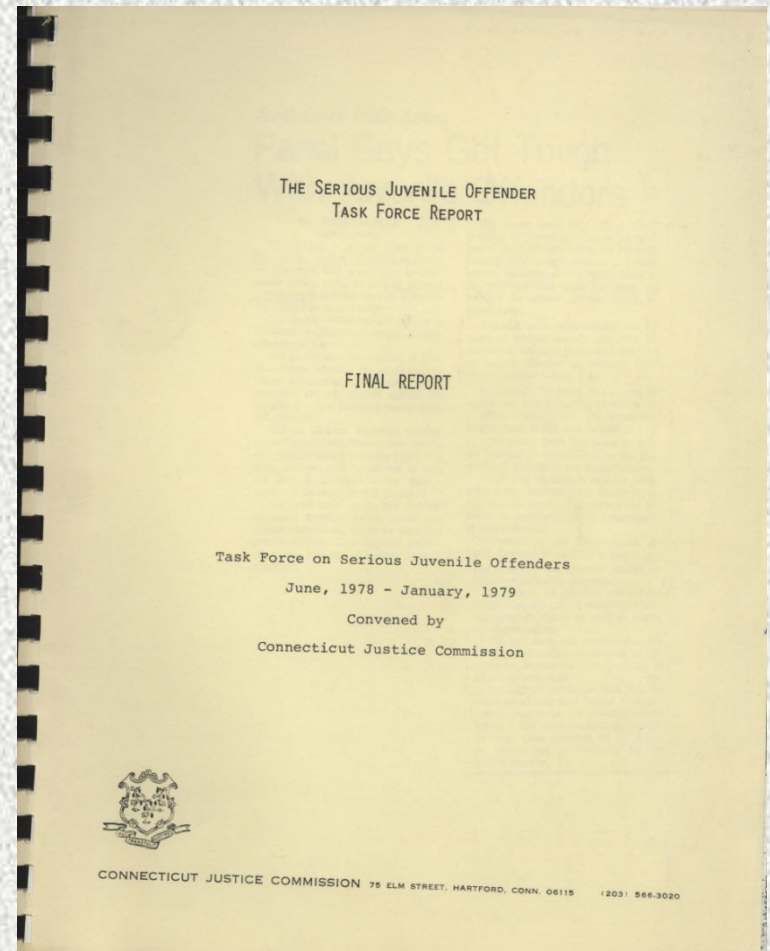 THE SERIOUS JUVENILE OFFENDER
TASK FORCE REPORT
FINAL REPORT
Task Force on Serious Juvenile Offenders
June, 1978 - January, 1979
Convened by
Connecticut Justice Commission
CONNECTICUT JUSTICE COMMISSION 75 ELM STREET, HARTFORD, CONN. 06115 (203) 566-3020